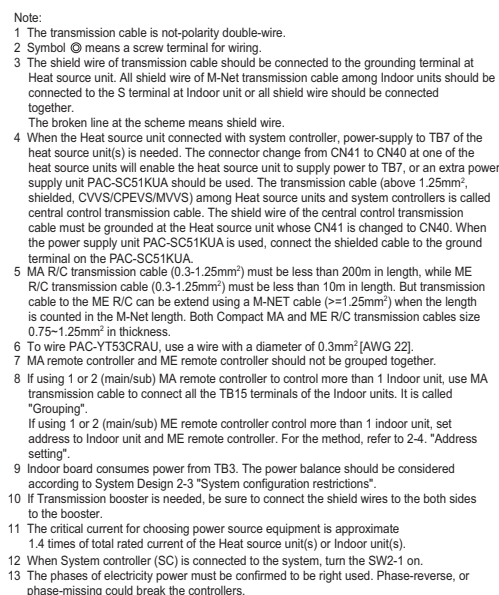 Note:
1 The transmission cable is not-polarity double-wire.
2 Symbol ◎ means a screw terminal for wiring.
3 The shield wire of transmission cable should be connected to the grounding terminal at
Heat source unit. All shield wire of M-Net transmission cable among Indoor units should be
connected to the S terminal at Indoor unit or all shield wire should be connected
together.
The broken line at the scheme means shield wire.
4 When the Heat source unit connected with system controller, power-supply to TB7 of the
heat source unit(s) is needed. The connector change from CN41 to CN40 at one of the
heat source units will enable the heat source unit to supply power to TB7, or an extra power
supply unit PAC-SC51KUA should be used. The transmission cable (above 1.25mm²,
shielded, CVVS/CPEVS/MVVS) among Heat source units and system controllers is called
central control transmission cable. The shield wire of the central control transmission
cable must be grounded at the Heat source unit whose CN41 is changed to CN40. When
the power supply unit PAC-SC51KUA is used, connect the shielded cable to the ground
terminal on the PAC-SC51KUA.
5 MA R/C transmission cable (0.3-1.25mm²) must be less than 200m in length, while ME
R/C transmission cable (0.3-1.25mm²) must be less than 10m in length. But transmission
cable to the ME R/C can be extend using a M-NET cable (>=1.25mm²) when the length
is counted in the M-Net length. Both Compact MA and ME R/C transmission cables size
0.75~1.25mm² in thickness.
6 To wire PAC-YT53CRAU, use a wire with a diameter of 0.3mm² [AWG 22].
7 MA remote controller and ME remote controller should not be grouped together.
8 If using 1 or 2 (main/sub) MA remote controller to control more than 1 Indoor unit, use MA
transmission cable to connect all the TB15 terminals of the Indoor units. It is called
"Grouping".
If using 1 or 2 (main/sub) ME remote controller control more than 1 indoor unit, set
address to Indoor unit and ME remote controller. For the method, refer to 2-4. "Address
setting".
9 Indoor board consumes power from TB3. The power balance should be considered
according to System Design 2-3 "System configuration restrictions".
10 If Transmission booster is needed, be sure to connect the shield wires to the both sides
to the booster.
11 The critical current for choosing power source equipment is approximate
1.4 times of total rated current of the Heat source unit(s) or Indoor unit(s).
12 When System controller (SC) is connected to the system, turn the SW2-1 on.
13 The phases of electricity power must be confirmed to be right used. Phase-reverse, or
phase-missing could break the controllers.